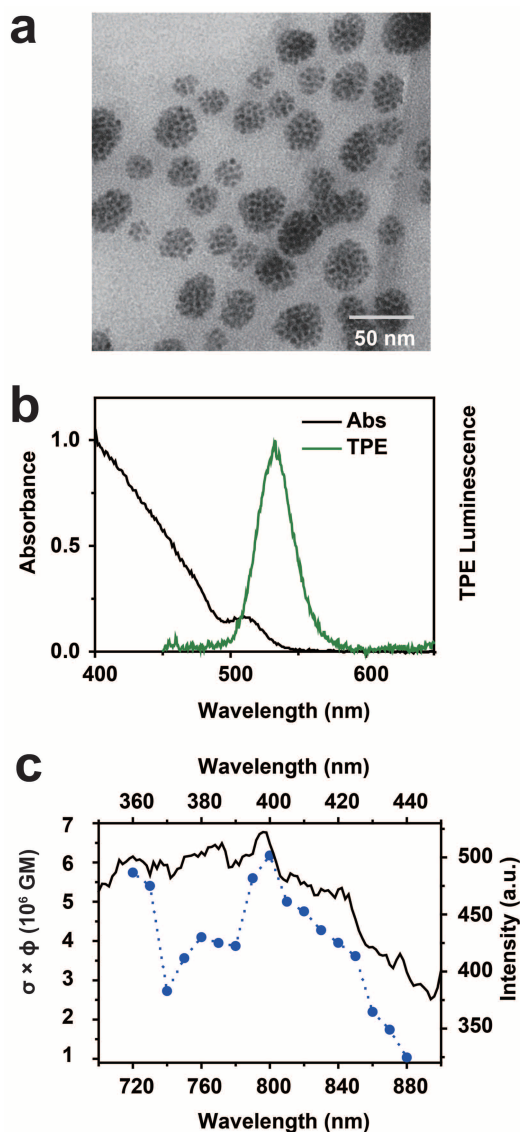 a
50 nm
b
Abs
TPE
1.0
0.5
0.0
Absorbance
TPE Luminescence
400
500
600
Wavelength (nm)
c
Wavelength (nm)
360
380
400
420
440
7
6
5
4
3
2
1
σ × ϕ (10⁶ GM)
500
450
400
350
Intensity (a.u.)
720
760
800
840
880
Wavelength (nm)